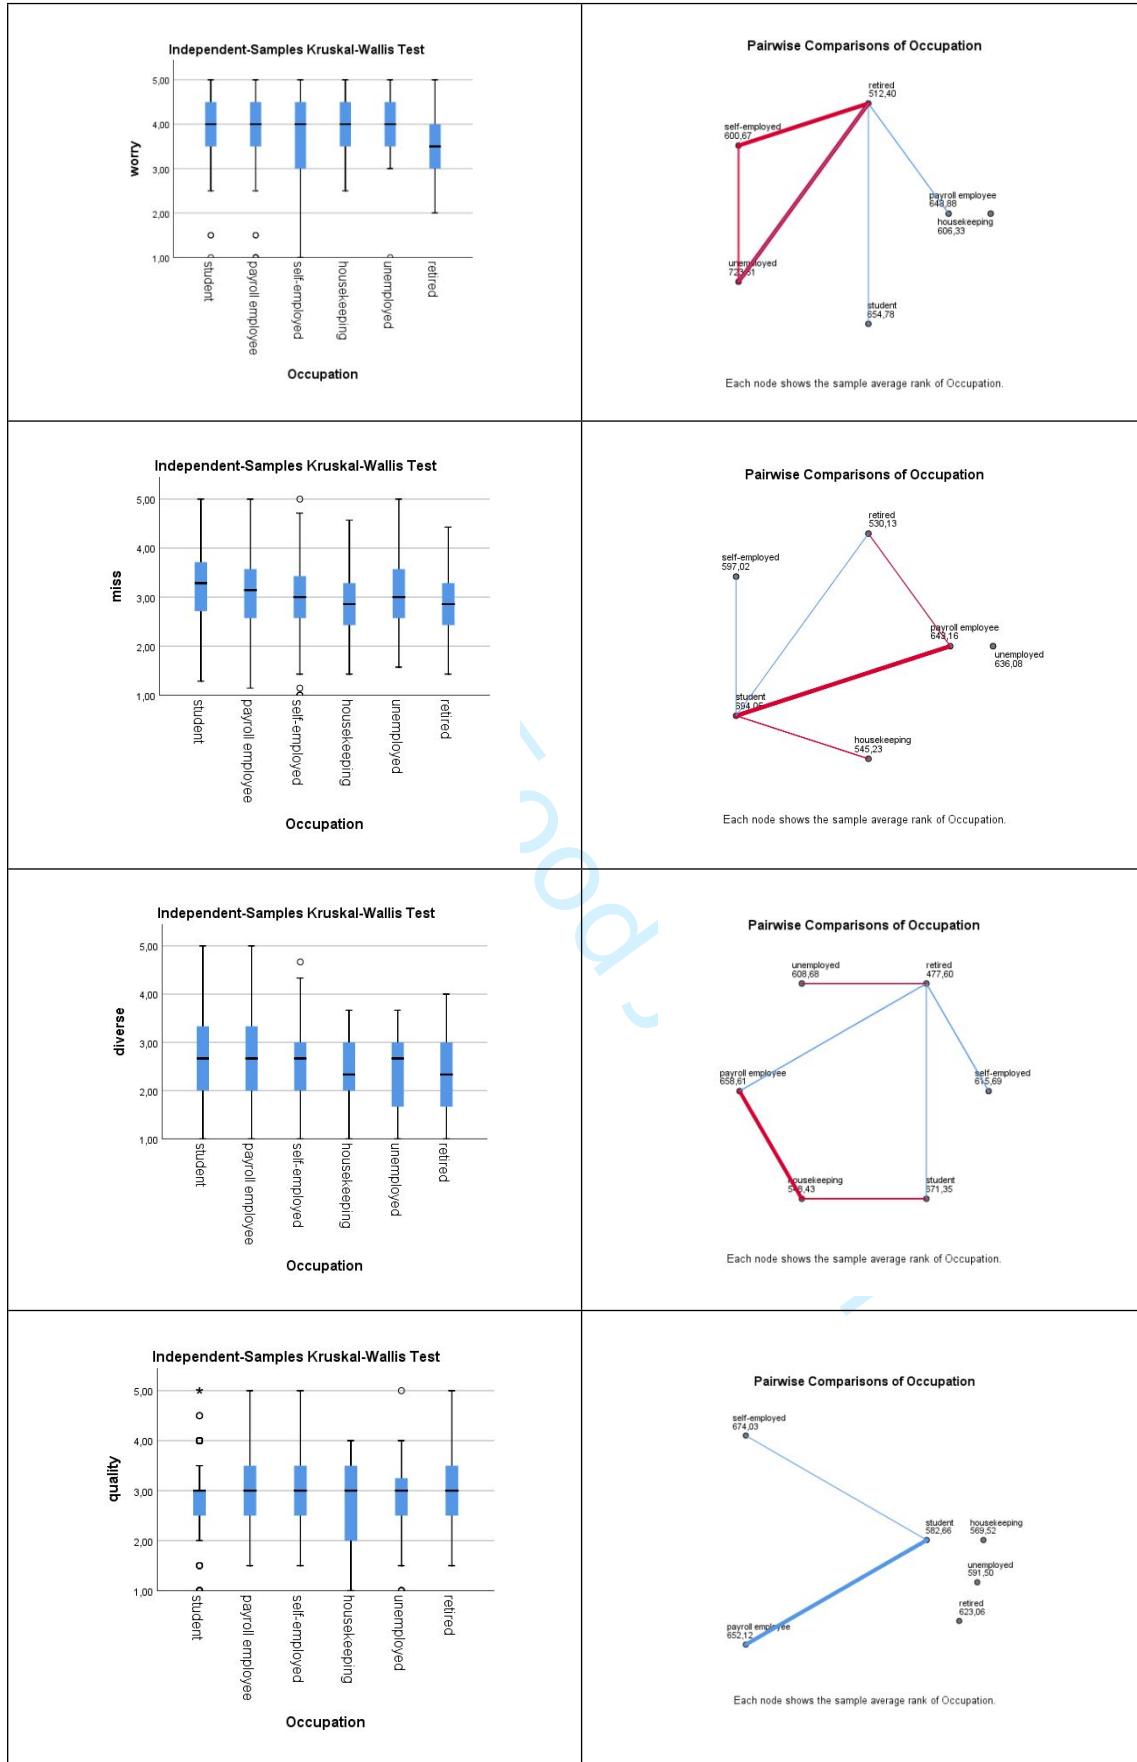 Independent-Samples Kruskal-Wallis Test
5,00
4,00
3,00
2,00
1,00
worry
student
payroll employee
self-employed
housekeeping
unemployed
retired
Occupation
Pairwise Comparisons of Occupation
retired
512,40
self-employed
600,67
payroll employee
housekeeping
606,33
unemployed
student
654,78
Each node shows the sample average rank of Occupation.
Independent-Samples Kruskal-Wallis Test
5,00
4,00
3,00
2,00
1,00
miss
student
payroll employee
self-employed
housekeeping
unemployed
retired
Occupation
Pairwise Comparisons of Occupation
retired
530,13
self-employed
597,02
payroll employee
643,16
unemployed
636,08
student
housekeeping
545,23
Each node shows the sample average rank of Occupation.
Independent-Samples Kruskal-Wallis Test
5,00
4,00
3,00
2,00
1,00
diverse
student
payroll employee
self-employed
housekeeping
unemployed
retired
Occupation
Pairwise Comparisons of Occupation
unemployed
608,68
retired
477,60
payroll employee
658,61
self-employed
615,69
housekeeping
student
671,35
Each node shows the sample average rank of Occupation.
Independent-Samples Kruskal-Wallis Test
5,00
4,00
3,00
2,00
1,00
quality
student
payroll employee
self-employed
housekeeping
unemployed
retired
Occupation
Pairwise Comparisons of Occupation
self-employed
674,03
student
582,66
housekeeping
569,52
unemployed
591,50
retired
623,06
payroll employee
652,12
Each node shows the sample average rank of Occupation.